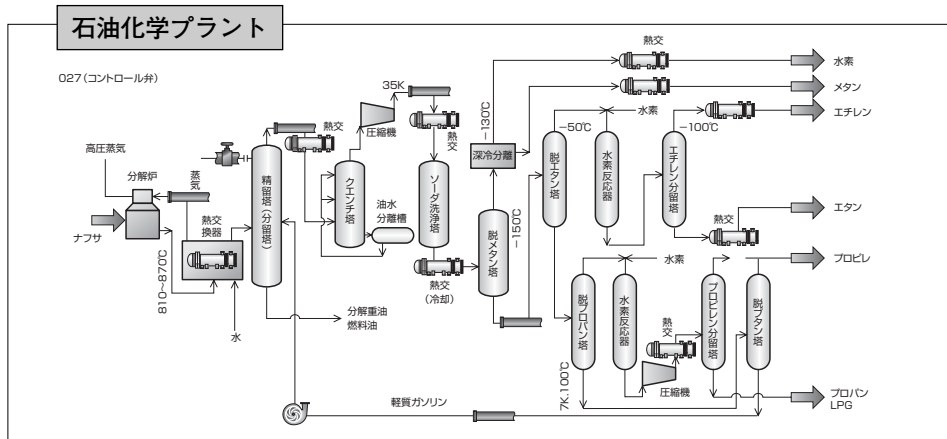 石油化学プラント
027(コントロール弁)
高圧蒸気
分解炉
蒸気
ナフサ
810～870℃
熱交
換器
水
精留塔(分留塔)
熱交
分解重油
燃料油
クエンチ塔
油水
分離槽
35K
圧縮機
熱交
ソーダ洗浄塔
熱交
(冷却)
-130℃
深冷分離
脱メタン塔
-150℃
-50℃
脱エタン塔
水素
水素反応器
-100℃
エチレン分留塔
熱交
水素
メタン
エチレン
熱交
エタン
水素
プロピレ
脱プロパン塔
7K.100℃
水素反応器
圧縮機
熱交
プロピレン分留塔
脱ブタン塔
プロパン
LPG
軽質ガソリン